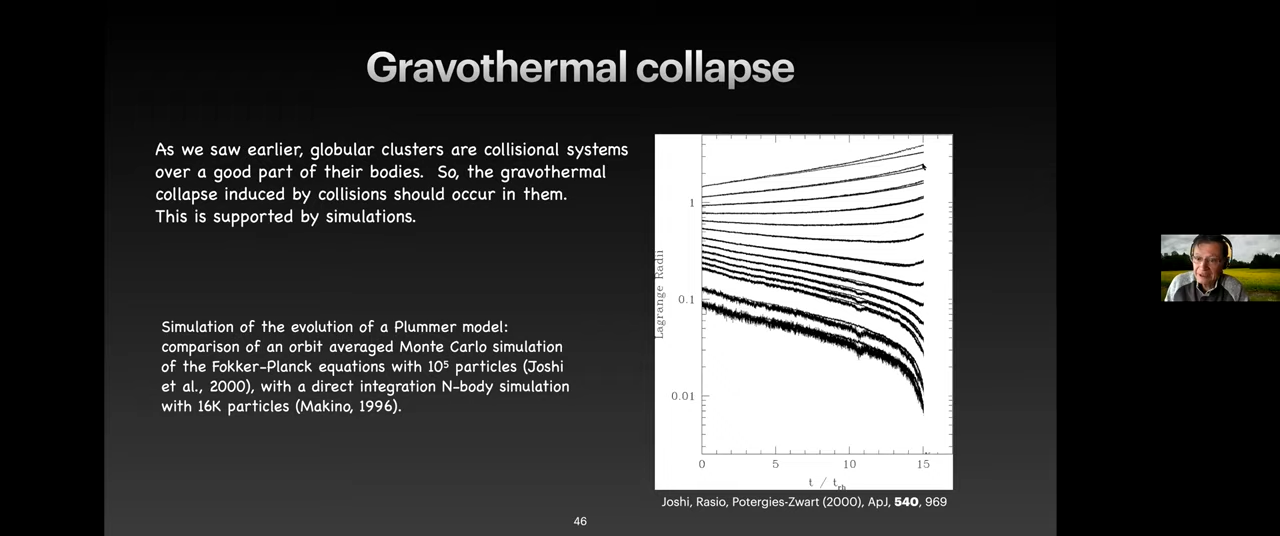 Gravothermal collapse
As we saw earlier, globular clusters are collisional systems
over a good part of their bodies. So, the gravothermal
collapse induced by collisions should occur in them.
This is supported by simulations.
Simulation of the evolution of a Plummer model:
comparison of an orbit averaged Monte Carlo simulation
of the Fokker-Planck equations with 10⁵ particles (Joshi
et al., 2000), with a direct integration N-body simulation
with 16K particles (Makino, 1996).
Lagrange Radii
1
0.1
0.01
0 5 10 15
t / t_rh
Joshi, Rasio, Potergies-Zwart (2000), ApJ, 540, 969
46